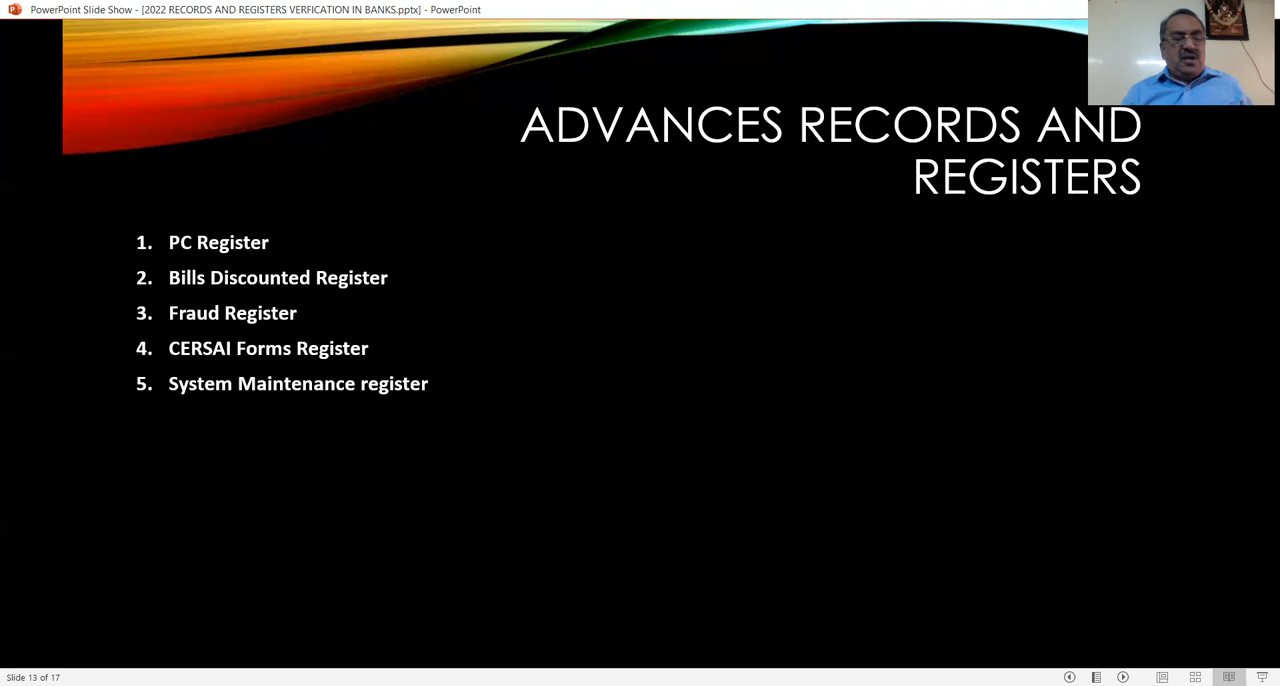 PowerPoint Slide Show - [2022 RECORDS AND REGISTERS VERFICATION IN BANKS.pptx] - PowerPoint
ADVANCES RECORDS AND
REGISTERS
1. PC Register
2. Bills Discounted Register
3. Fraud Register
4. CERSAI Forms Register
5. System Maintenance register
Slide 13 of 17